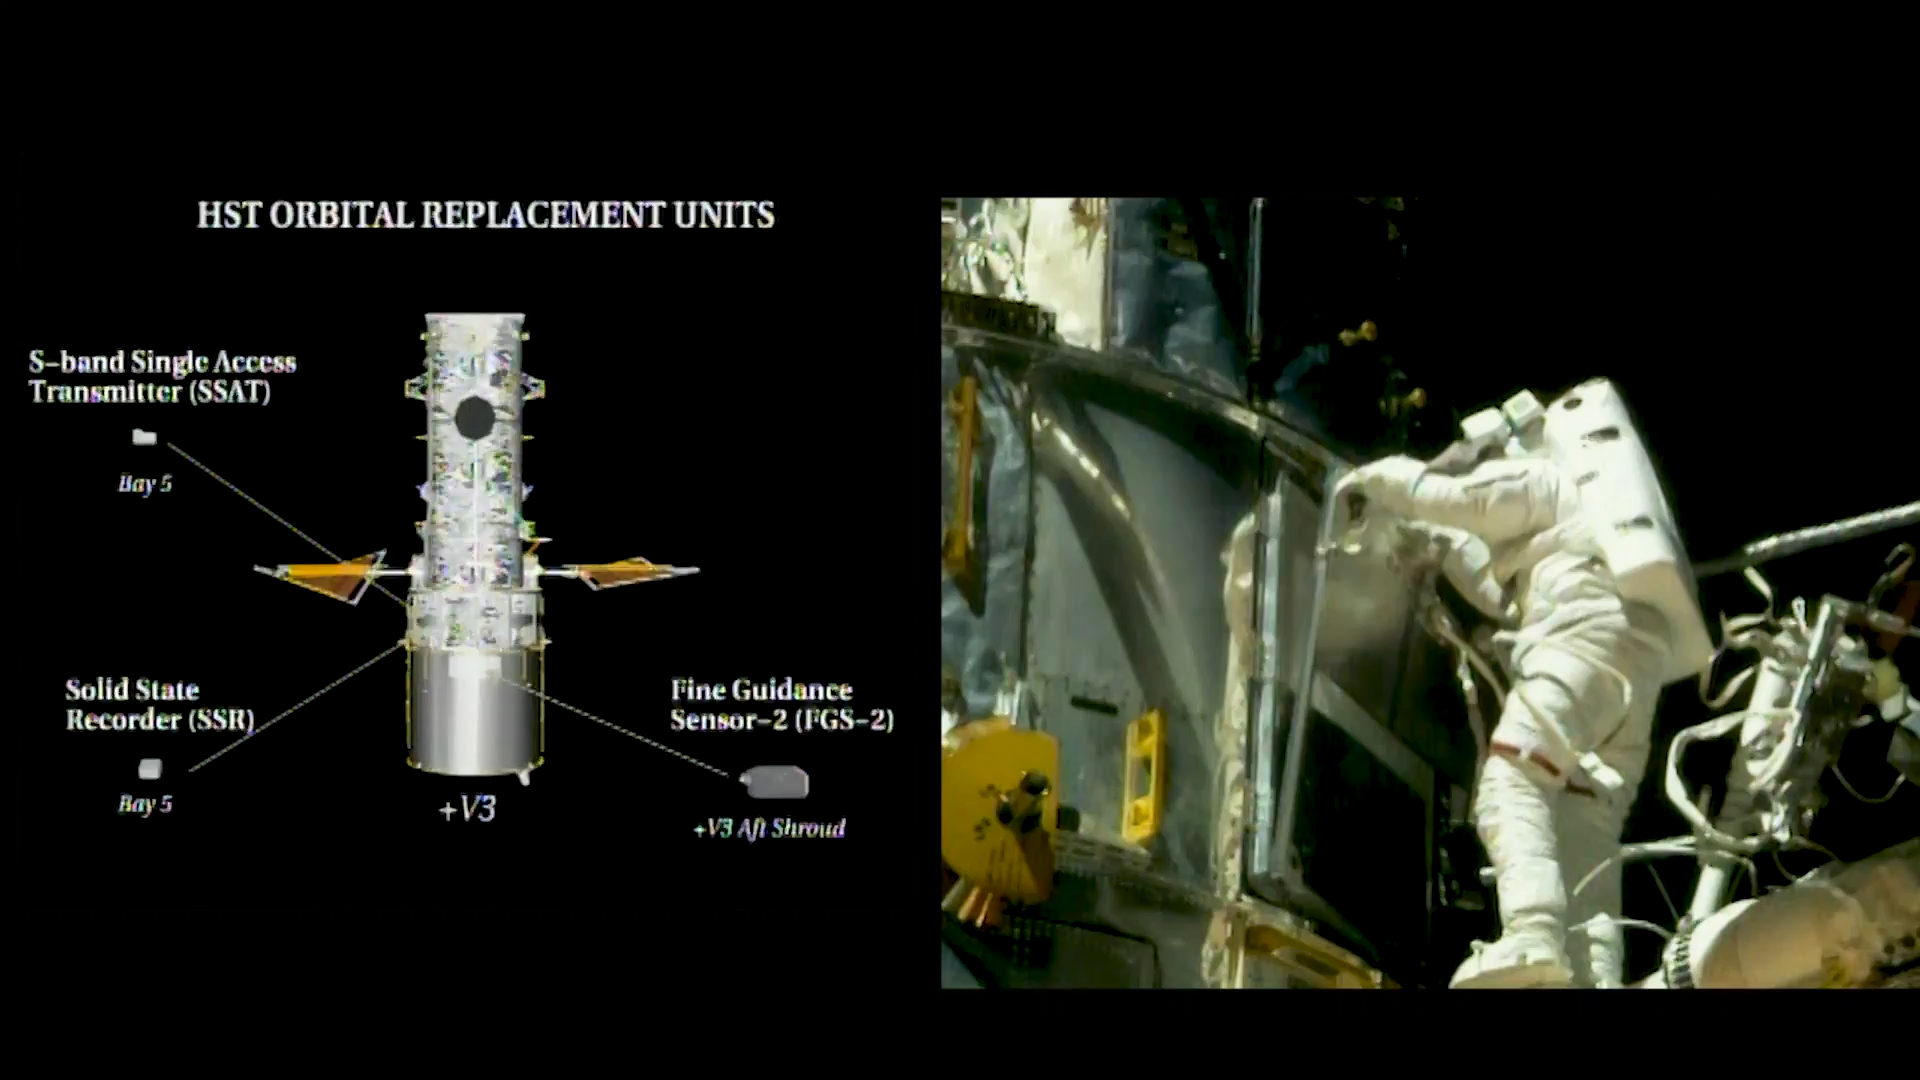 HST ORBITAL REPLACEMENT UNITS
S-band Single Access
Transmitter (SSAT)
Bay 5
Solid State
Recorder (SSR)
Bay 5
+V3
Fine Guidance
Sensor-2 (FGS-2)
+V3 Aft Shroud